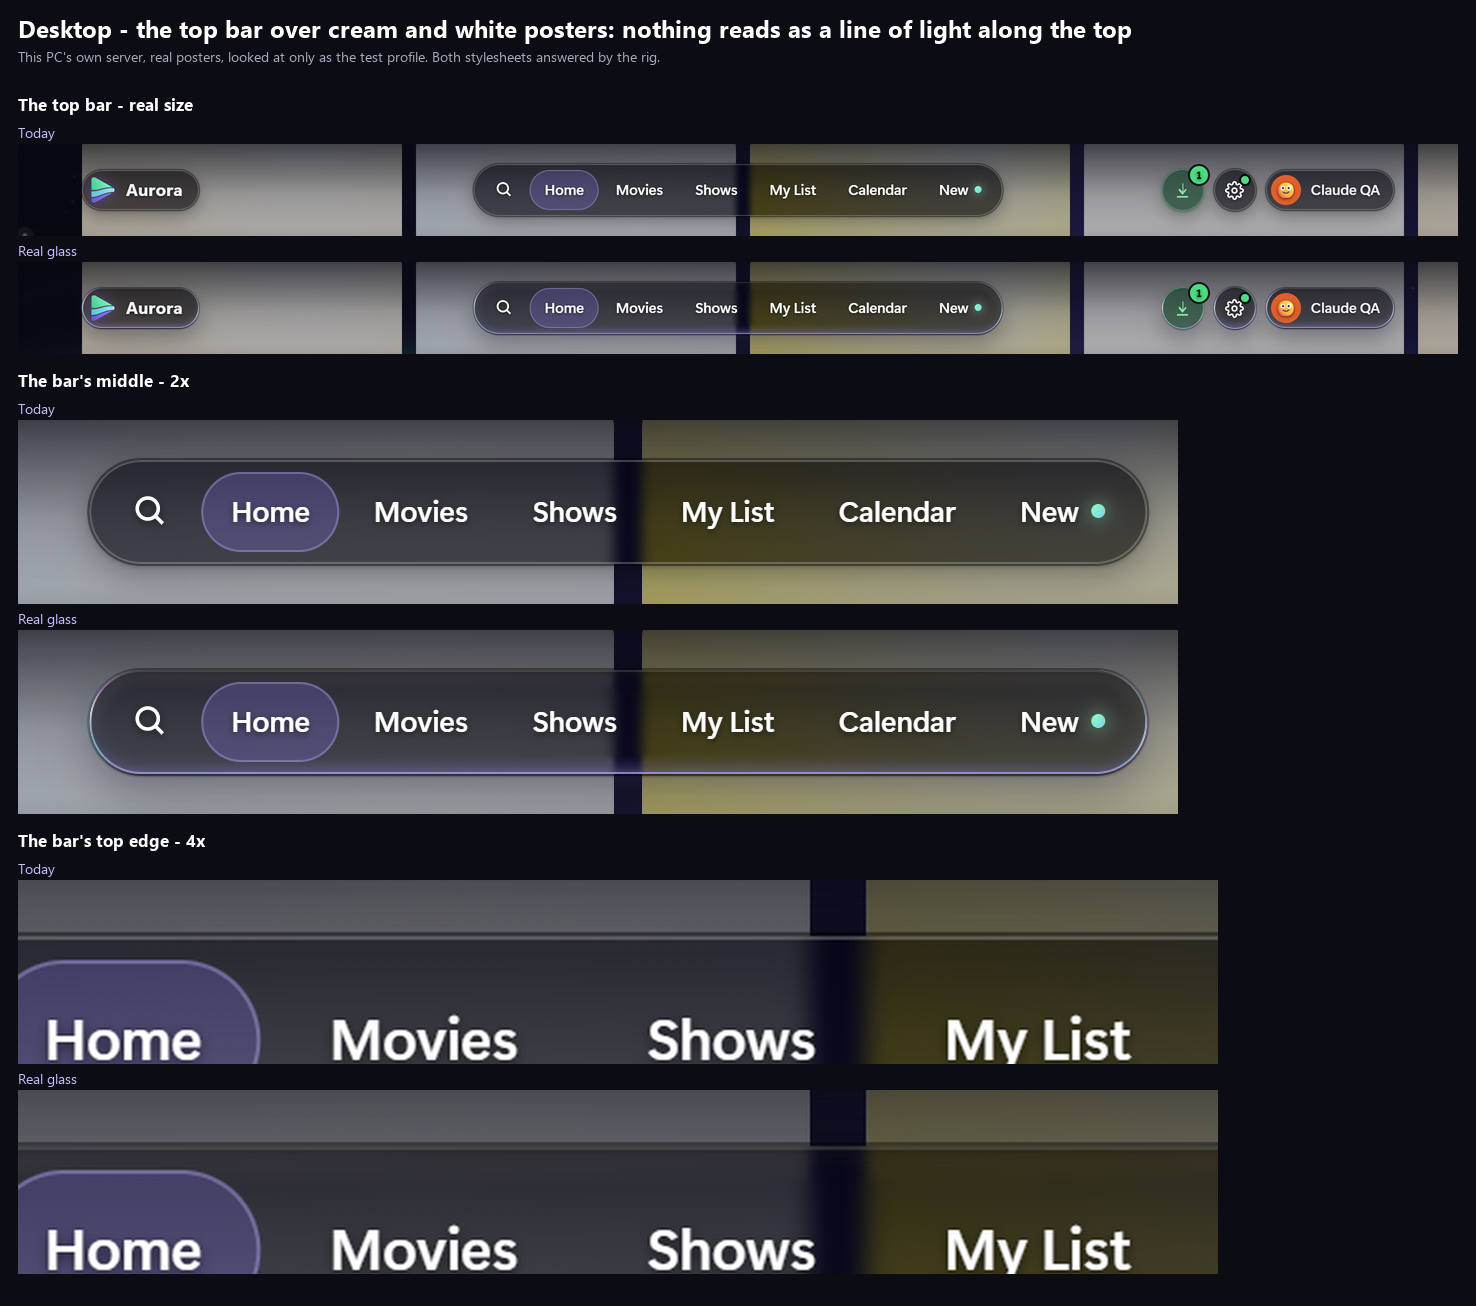 Desktop - the top bar over cream and white posters: nothing reads as a line of light along the top
This PC's own server, real posters, looked at only as the test profile. Both stylesheets answered by the rig.
The top bar - real size
Today
Aurora Home Movies Shows My List Calendar New 1 Claude QA
Real glass
Aurora Home Movies Shows My List Calendar New 1 Claude QA
The bar's middle - 2x
Today
Home Movies Shows My List Calendar New
Real glass
Home Movies Shows My List Calendar New
The bar's top edge - 4x
Today
Home Movies Shows My List
Real glass
Home Movies Shows My List